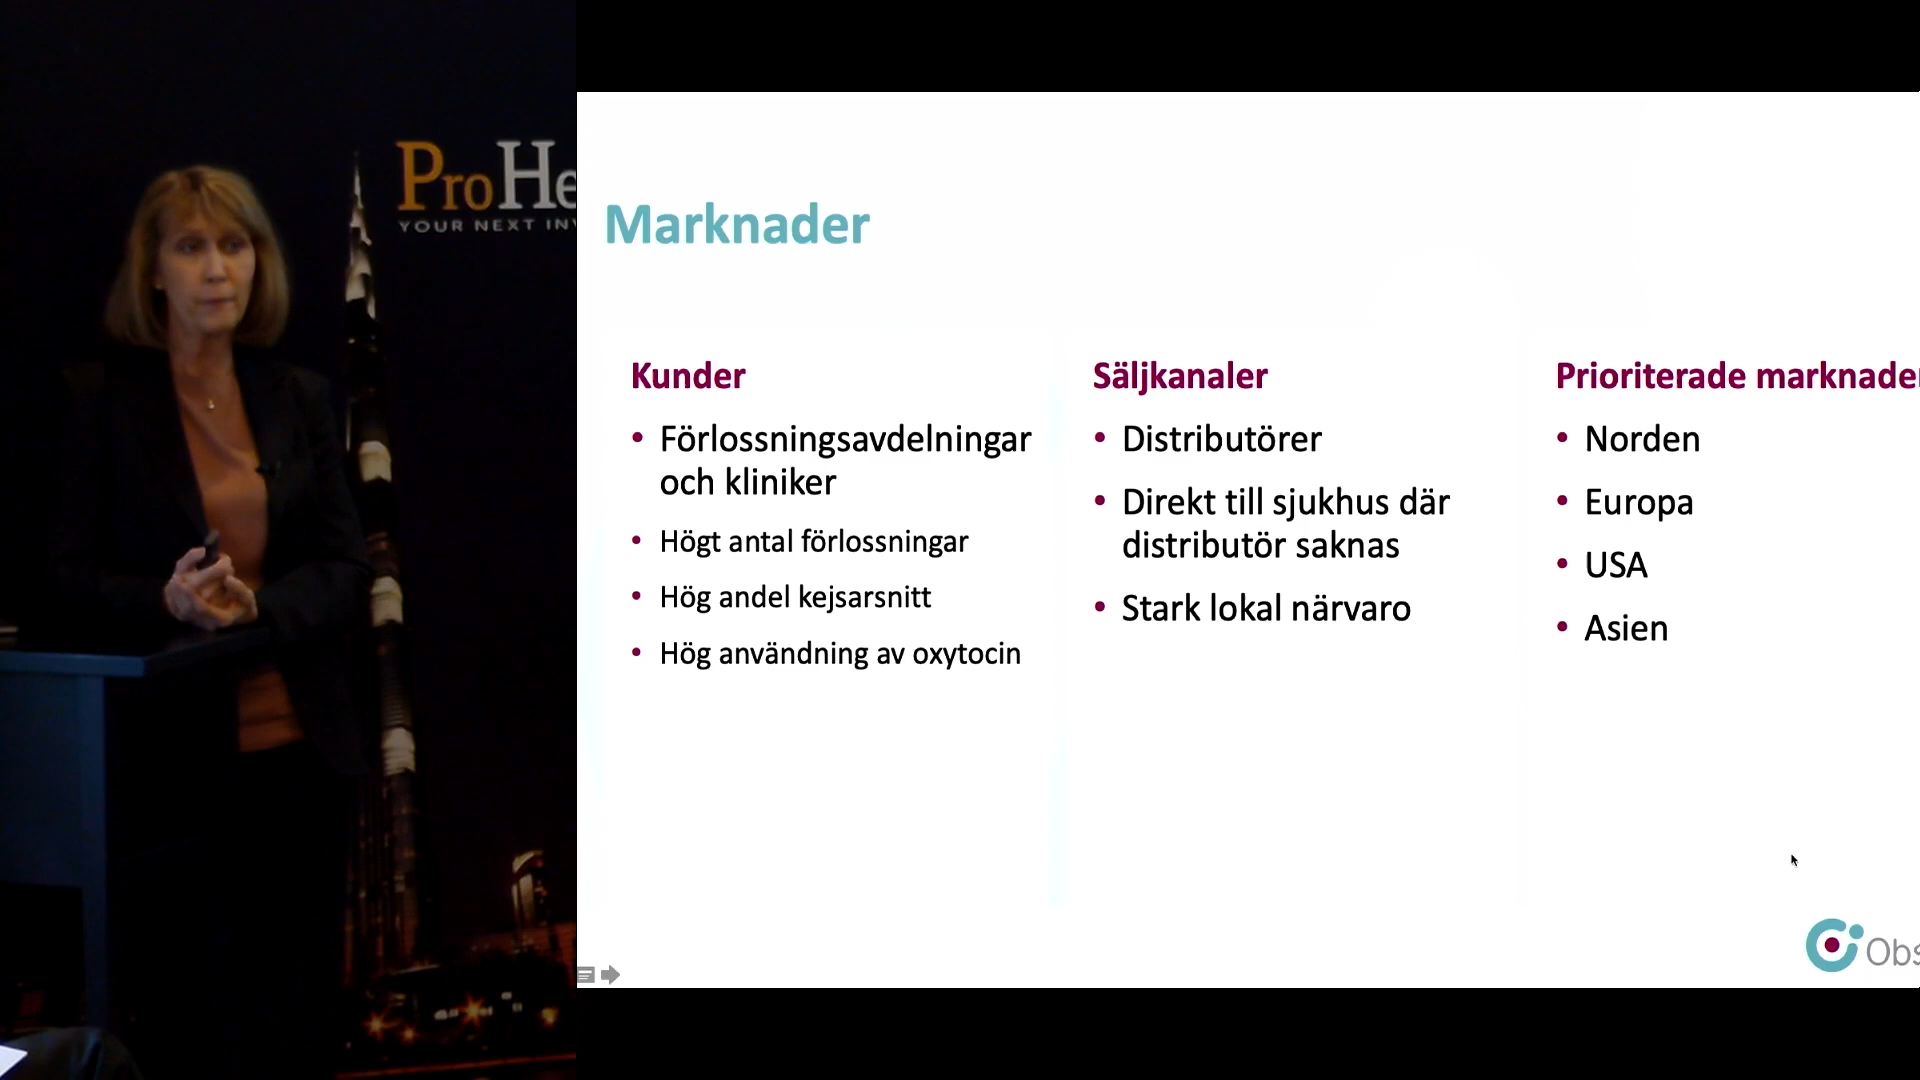 ProHe
YOUR NEXT IN
Marknader
Kunder
• Förlossningsavdelningar
och kliniker
• Högt antal förlossningar
• Hög andel kejsarsnitt
• Hög användning av oxytocin
Säljkanaler
• Distributörer
• Direkt till sjukhus där
distributör saknas
• Stark lokal närvaro
Prioriterade marknader
• Norden
• Europa
• USA
• Asien
Obs